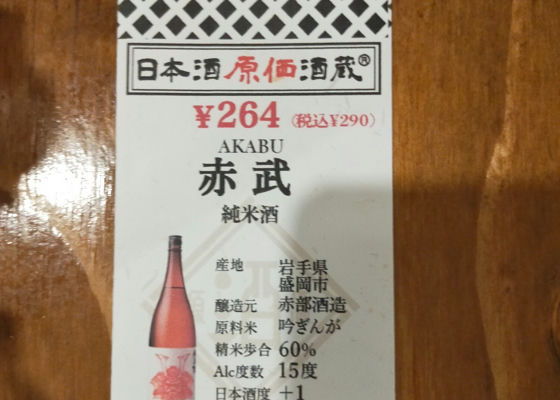 日本酒原価酒蔵®
¥264 (税込¥290)
AKABU
赤武
純米酒
産地 岩手県
盛岡市
醸造元 赤部酒造
原料米 吟ぎんが
精米歩合 60%
Alc度数 15度
日本酒度 +1